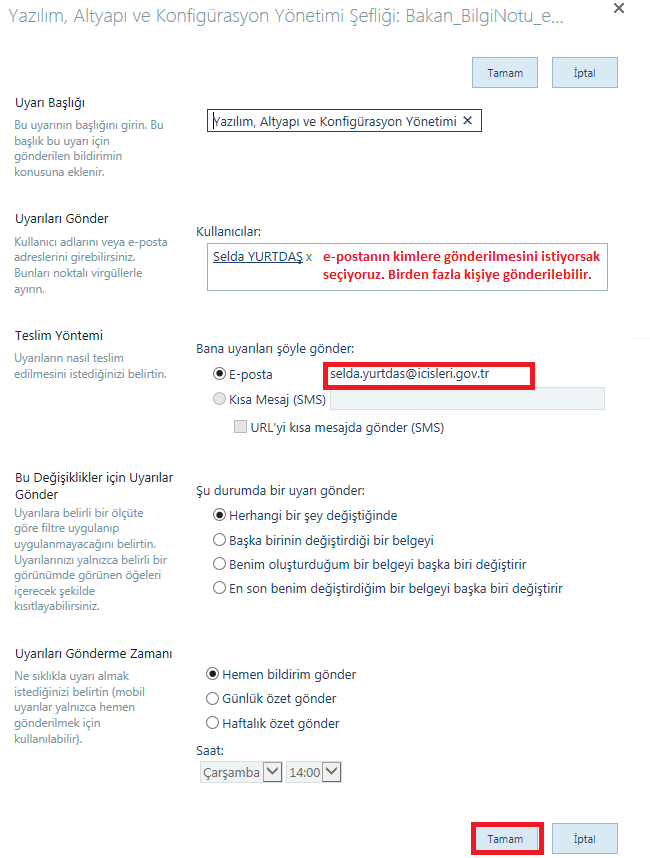 Yazılım, Altyapı ve Konfigürasyon Yönetimi Şefliği: Bakan_BilgiNotu_e...
Tamam
İptal
Uyarı Başlığı
Bu uyarının başlığını girin. Bu
başlık bu uyarı için
gönderilen bildirimin
konusuna eklenir.
Yazılım, Altyapı ve Konfigürasyon Yönetimi ✕
Uyarıları Gönder
Kullanıcı adlarını veya e-posta
adreslerini girebilirsiniz.
Bunları noktalı virgüllerle
ayırın.
Kullanıcılar:
Selda YURTDAŞ x e-postanın kimlere gönderilmesini istiyorsak
seçiyoruz. Birden fazla kişiye gönderilebilir.
Teslim Yöntemi
Uyarıların nasıl teslim
edilmesini istediğinizi belirtin.
Bana uyarıları şöyle gönder:
E-posta selda.yurtdas@icisleri.gov.tr
Kısa Mesaj (SMS)
URL'yi kısa mesajda gönder (SMS)
Bu Değişiklikler için Uyarılar
Gönder
Uyarılara belirli bir ölçüte
göre filtre uygulanıp
uygulanmayacağını belirtin.
Uyarılarınızı yalnızca belirli bir
görünümde görünen öğeleri
içerecek şekilde
kısıtlayabilirsiniz.
Şu durumda bir uyarı gönder:
Herhangi bir şey değiştiğinde
Başka birinin değiştirdiği bir belgeyi
Benim oluşturduğum bir belgeyi başka biri değiştirir
En son benim değiştirdiğim bir belgeyi başka biri değiştirir
Uyarıları Gönderme Zamanı
Ne sıklıkla uyarı almak
istediğinizi belirtin (mobil
uyarılar yalnızca hemen
gönderilmek için
kullanılabilir).
Hemen bildirim gönder
Günlük özet gönder
Haftalık özet gönder
Saat:
Çarşamba 14:00
Tamam
İptal